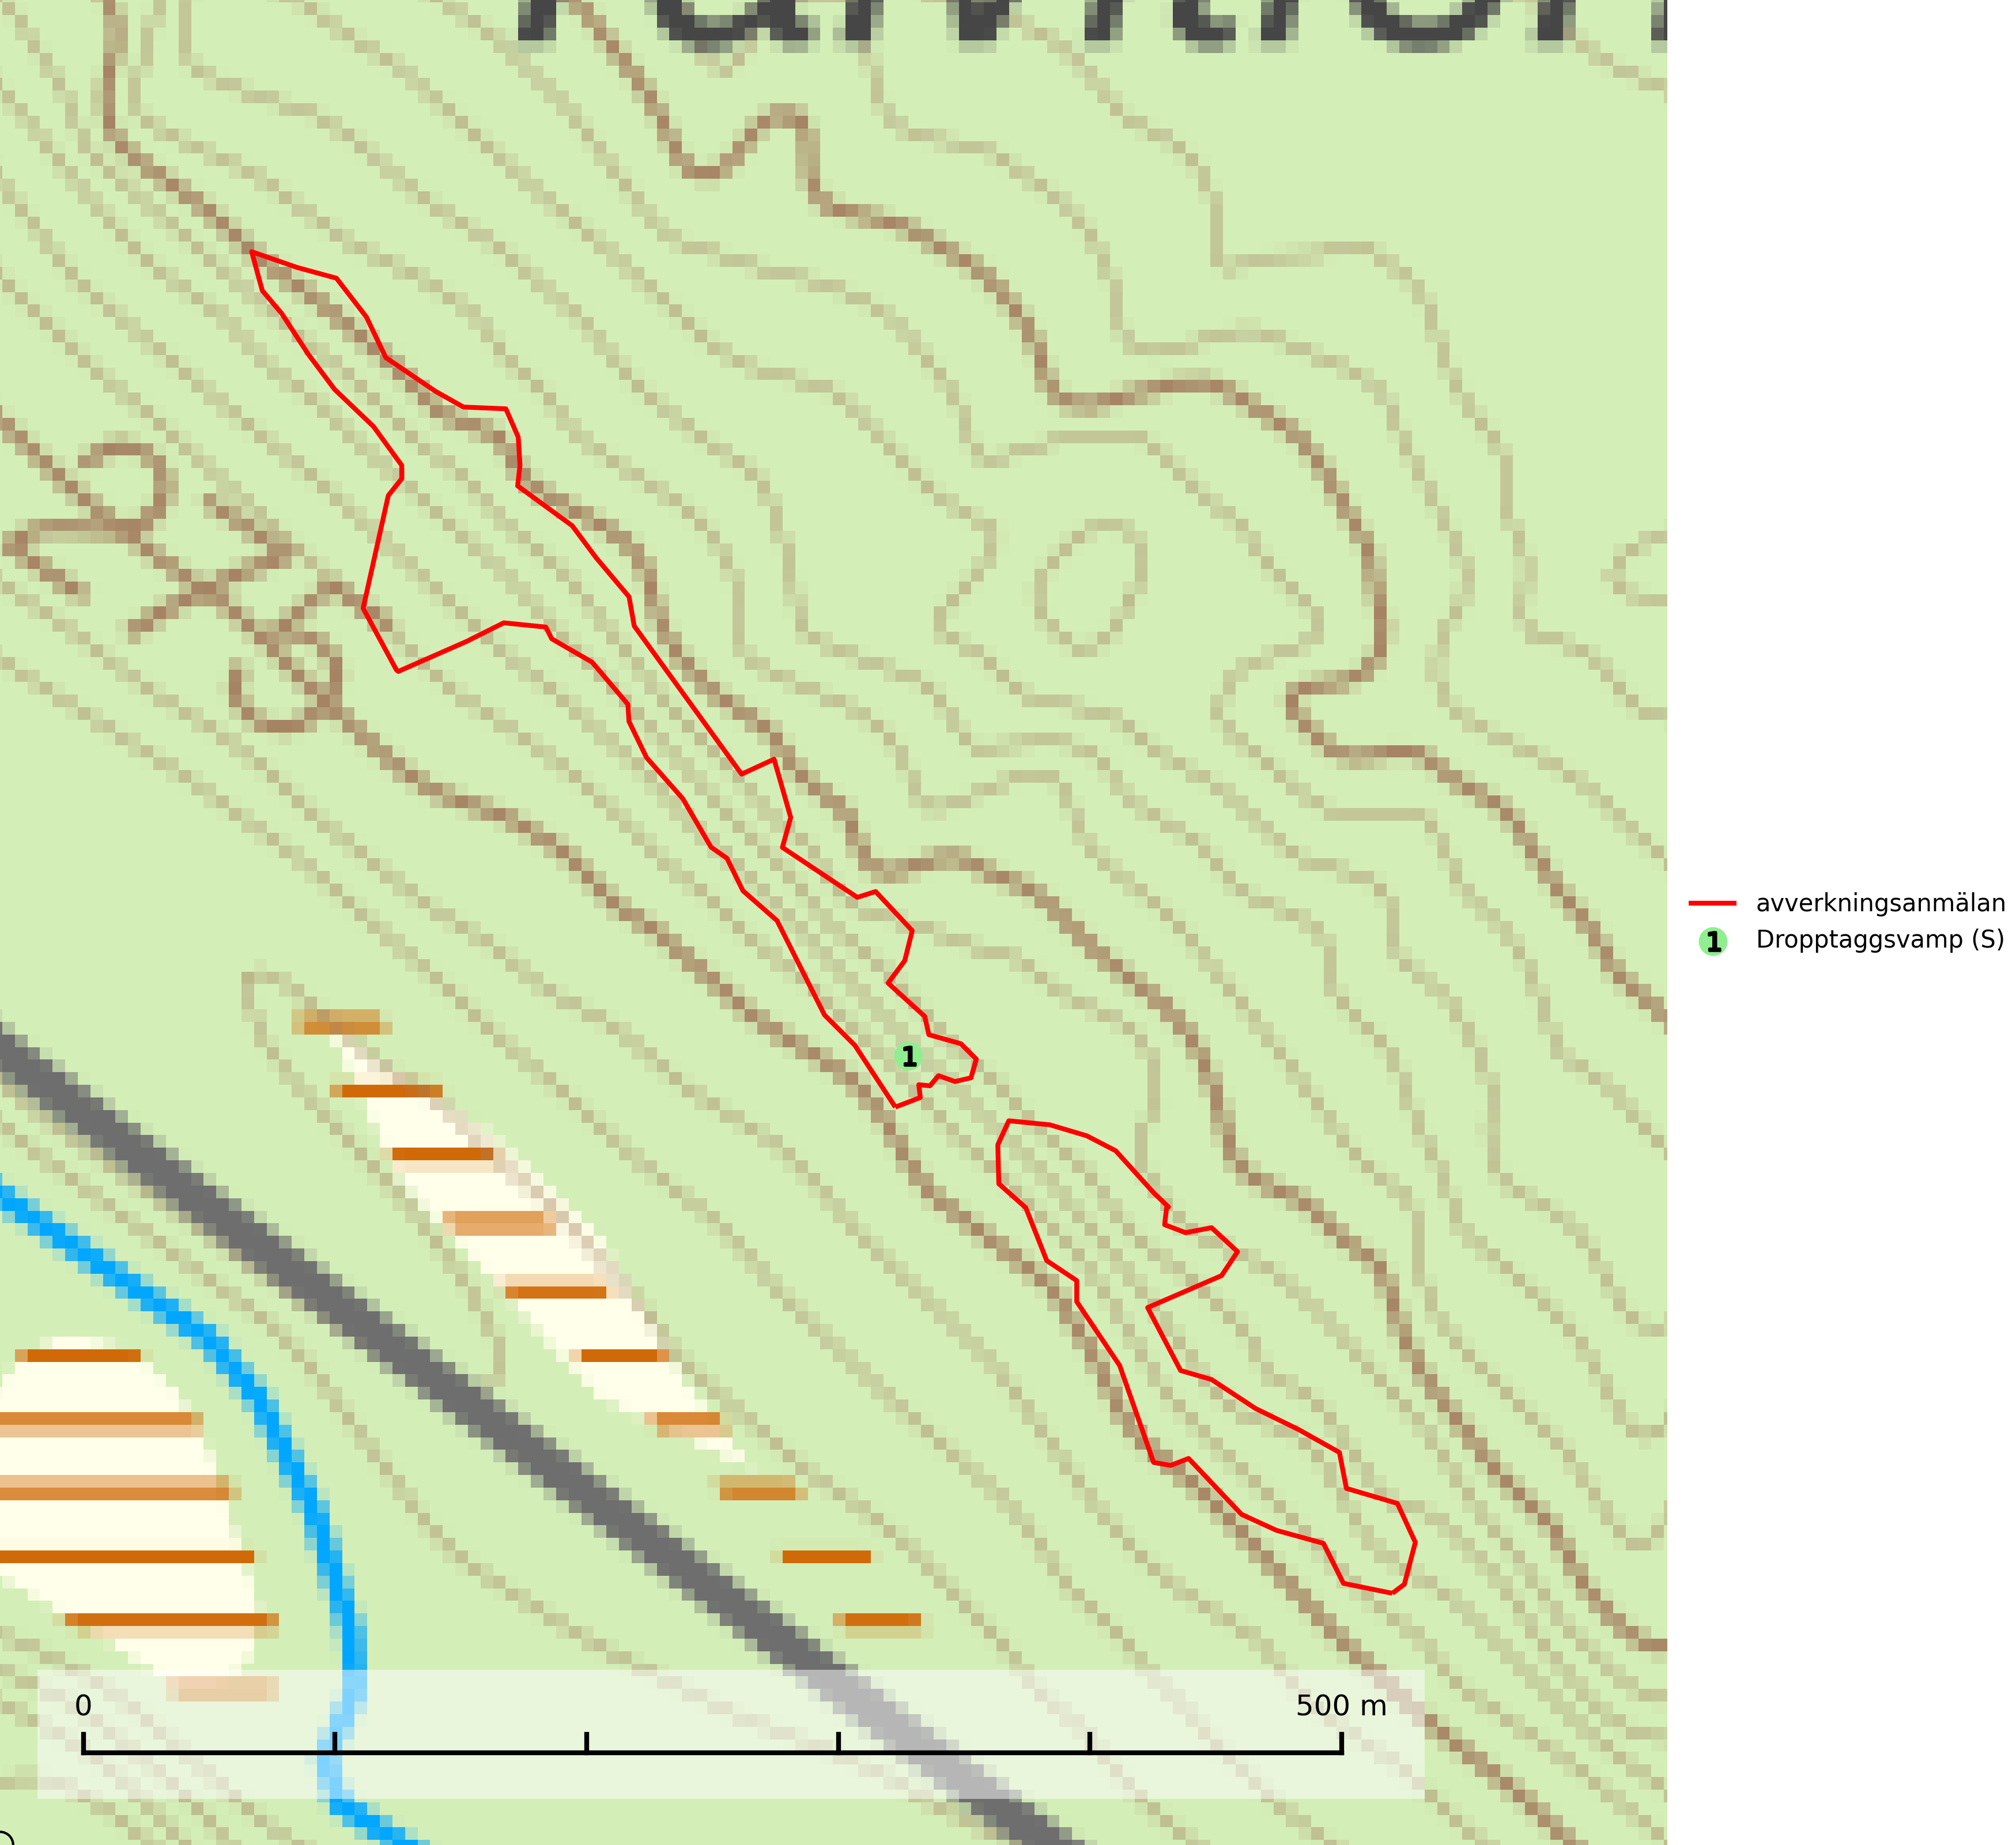 avverkningsanmälan
1 Dropptaggsvamp (S)
1
0 500 m